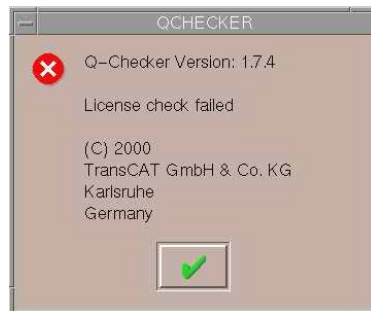 QCHECKER
Q-Checker Version: 1.7.4
License check failed
(C) 2000
TransCAT GmbH & Co. KG
Karlsruhe
Germany